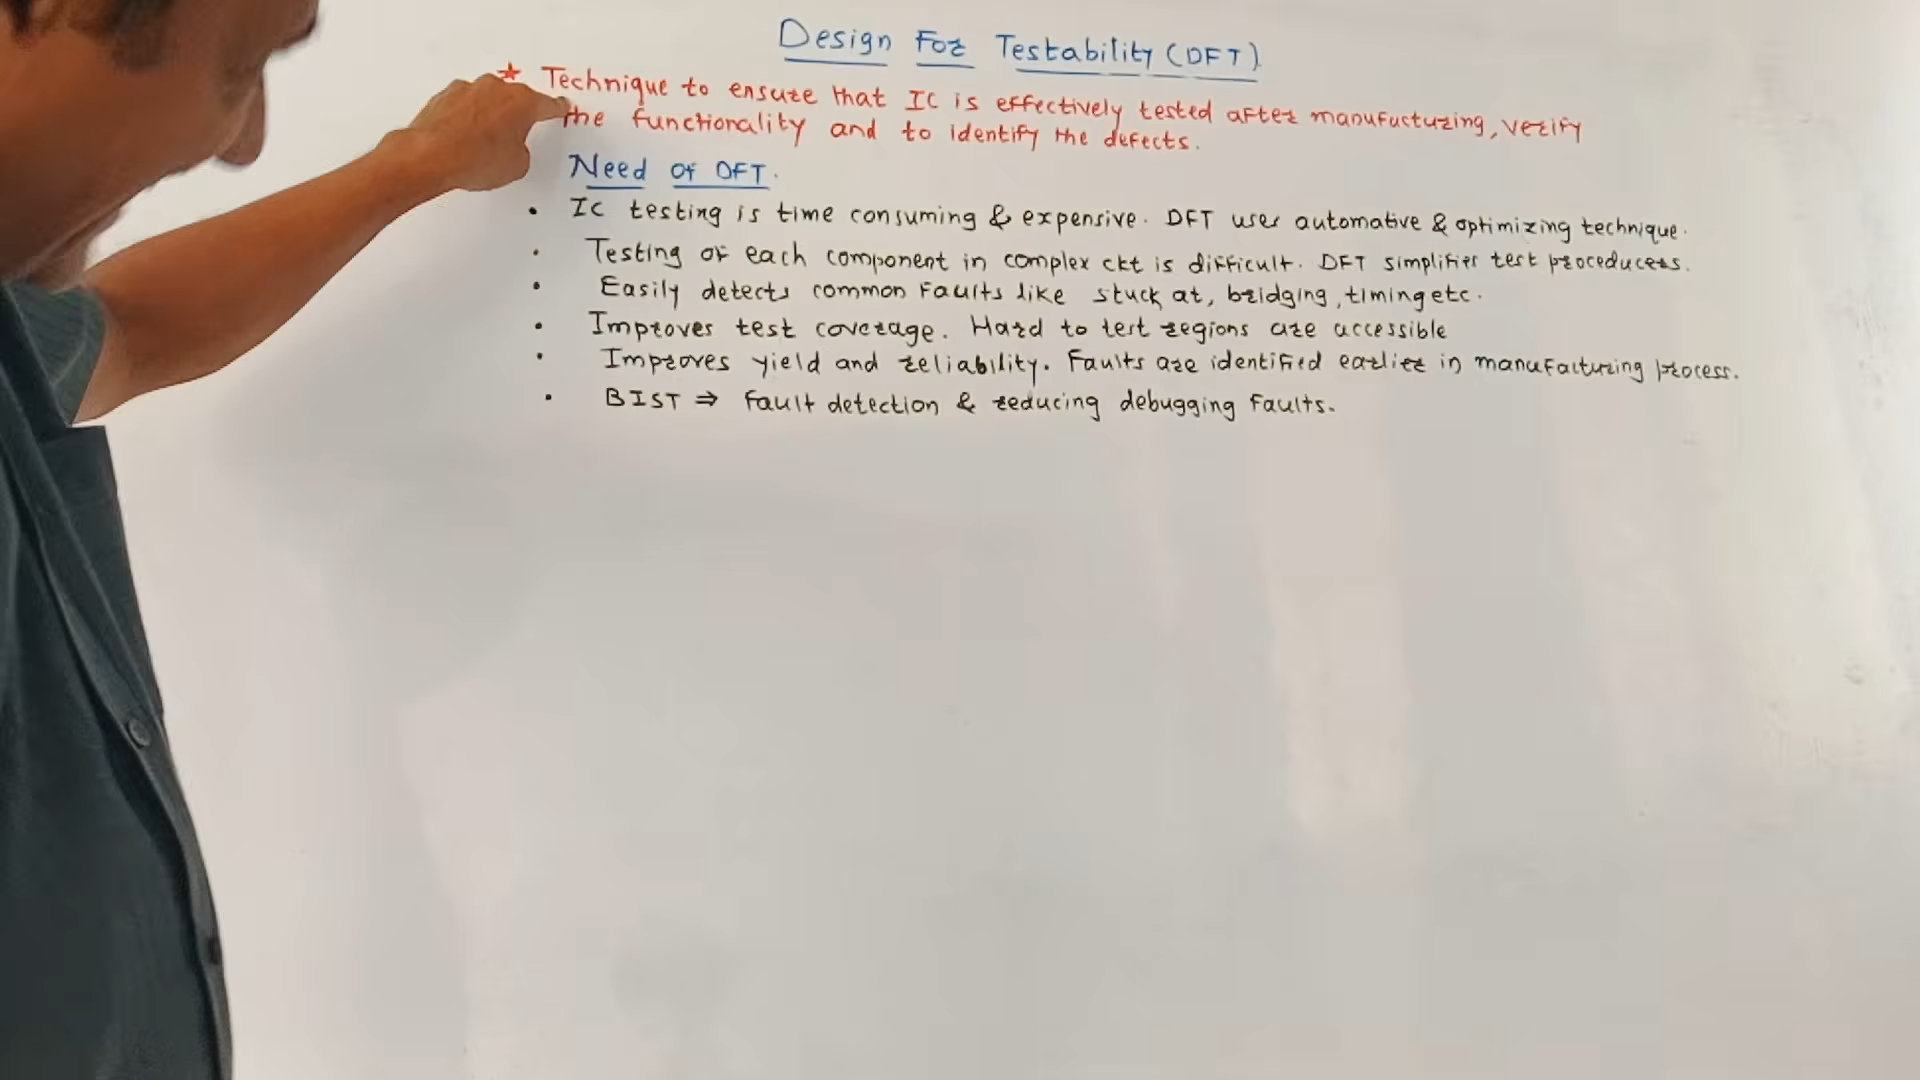 Design For Testability (DFT)
★ Technique to ensure that IC is effectively tested after manufacturing, verify
the functionality and to identify the defects.
Need of DFT.
• IC testing is time consuming & expensive. DFT uses automative & optimizing technique.
• Testing of each component in complex ckt is difficult. DFT simplifies test proceducers.
• Easily detects common Faults like stuck at, bridging, timing etc.
• Improves test coverage. Hard to test regions are accessible
• Improves yield and reliability. Faults are identified earlier in manufacturing process.
• BIST ⇒ Fault detection & reducing debugging Faults.